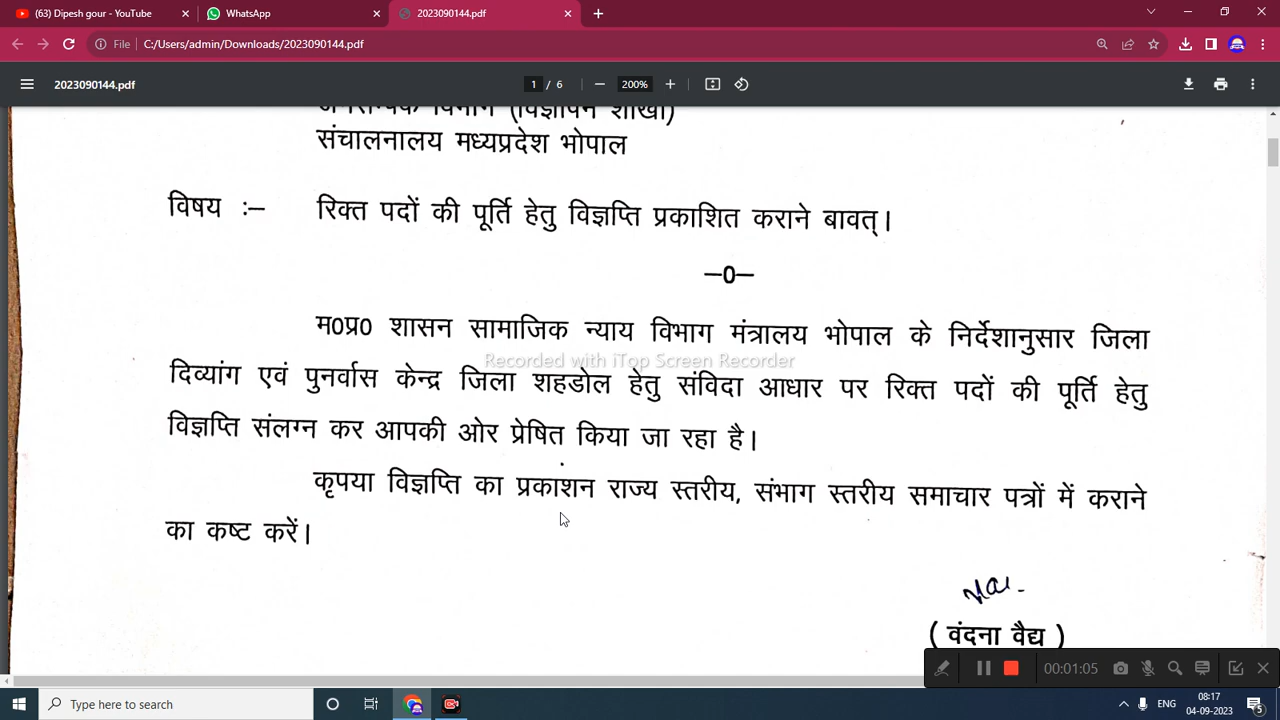 (63) Dipesh gour - YouTube
WhatsApp
2023090144.pdf
File
C:/Users/admin/Downloads/2023090144.pdf
2023090144.pdf
1 / 6
200%
(विज्ञापन शाखा)
संचालनालय मध्यप्रदेश भोपाल
विषय :– रिक्त पदों की पूर्ति हेतु विज्ञप्ति प्रकाशित कराने बावत्।
–0–
म0प्र0 शासन सामाजिक न्याय विभाग मंत्रालय भोपाल के निर्देशानुसार जिला
Recorded with iTop Screen Recorder
दिव्यांग एवं पुनर्वास केन्द्र जिला शहडोल हेतु संविदा आधार पर रिक्त पदों की पूर्ति हेतु
विज्ञप्ति संलग्न कर आपकी ओर प्रेषित किया जा रहा है।
कृपया विज्ञप्ति का प्रकाशन राज्य स्तरीय, संभाग स्तरीय समाचार पत्रों में कराने
का कष्ट करें।
( वंदना वैद्य )
00:01:05
Type here to search
ENG
08:17
04-09-2023
5